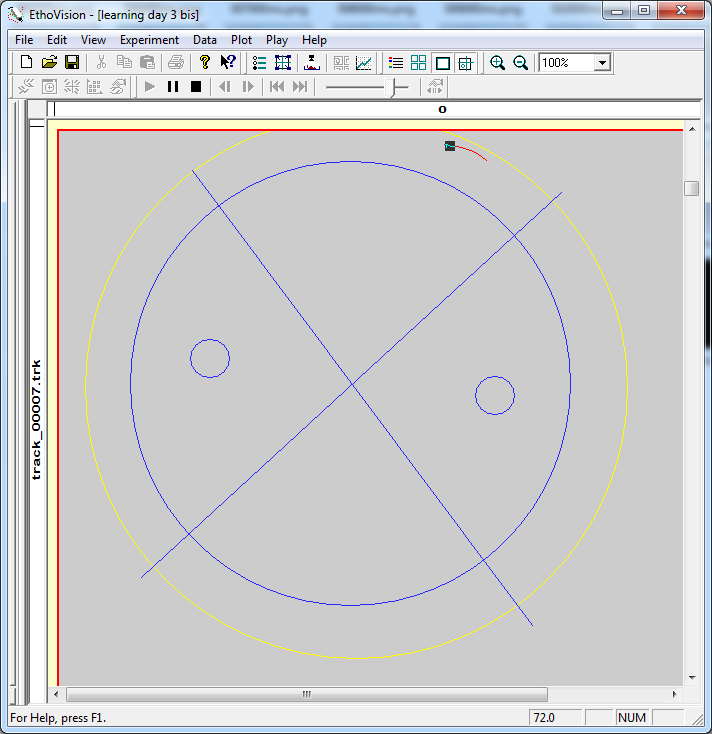 EthoVision - [learning day 3 bis]
File Edit View Experiment Data Plot Play Help
100%
o
track_00007.trk
For Help, press F1.
72.0
NUM